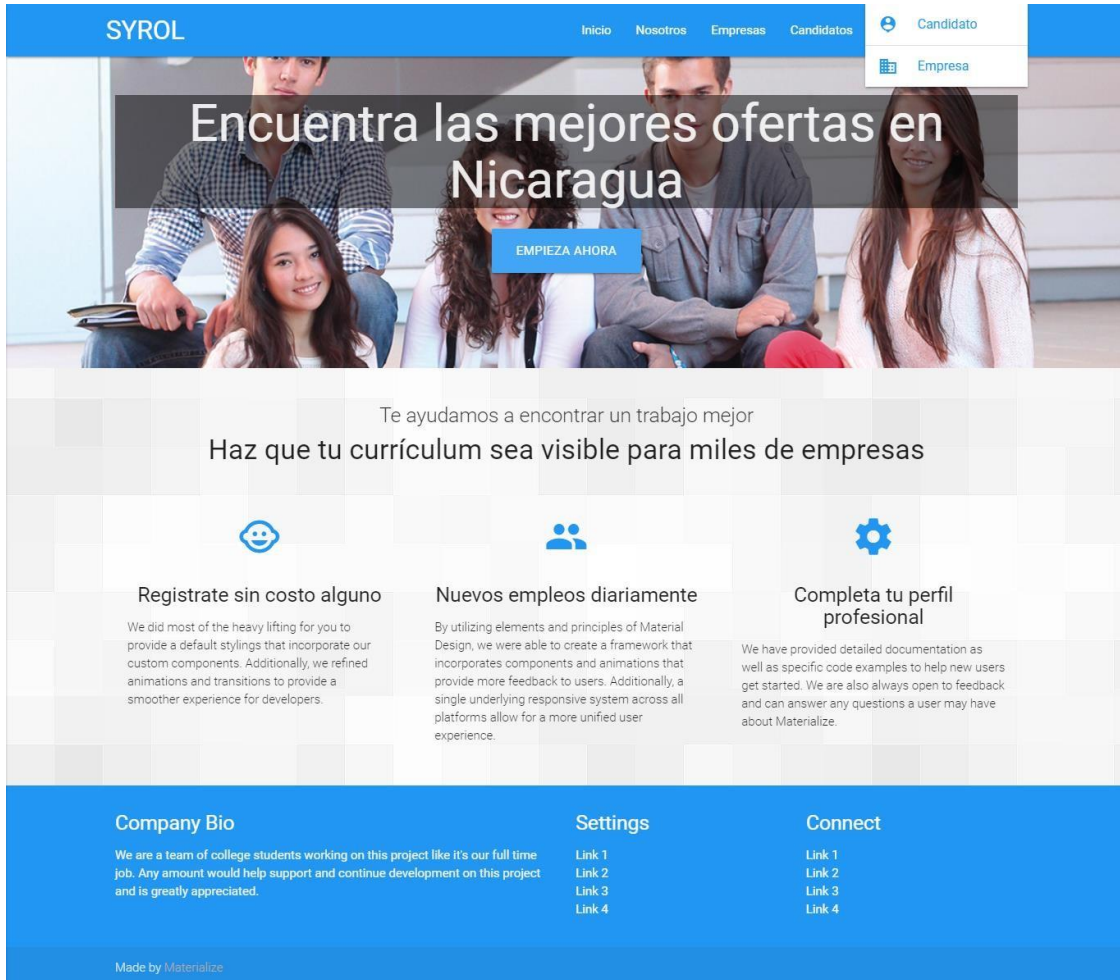 SYROL
Inicio Nosotros Empresas Candidatos
Candidato
Empresa
Encuentra las mejores ofertas en
Nicaragua
EMPIEZA AHORA
Te ayudamos a encontrar un trabajo mejor
Haz que tu currículum sea visible para miles de empresas
Registrate sin costo alguno
We did most of the heavy lifting for you to
provide a default stylings that incorporate our
custom components. Additionally, we refined
animations and transitions to provide a
smoother experience for developers.
Nuevos empleos diariamente
By utilizing elements and principles of Material
Design, we were able to create a framework that
incorporates components and animations that
provide more feedback to users. Additionally, a
single underlying responsive system across all
platforms allow for a more unified user
experience.
Completa tu perfil
profesional
We have provided detailed documentation as
well as specific code examples to help new users
get started. We are also always open to feedback
and can answer any questions a user may have
about Materialize.
Company Bio
We are a team of college students working on this project like it's our full time
job. Any amount would help support and continue development on this project
and is greatly appreciated.
Settings
Link 1
Link 2
Link 3
Link 4
Connect
Link 1
Link 2
Link 3
Link 4
Made by Materialize